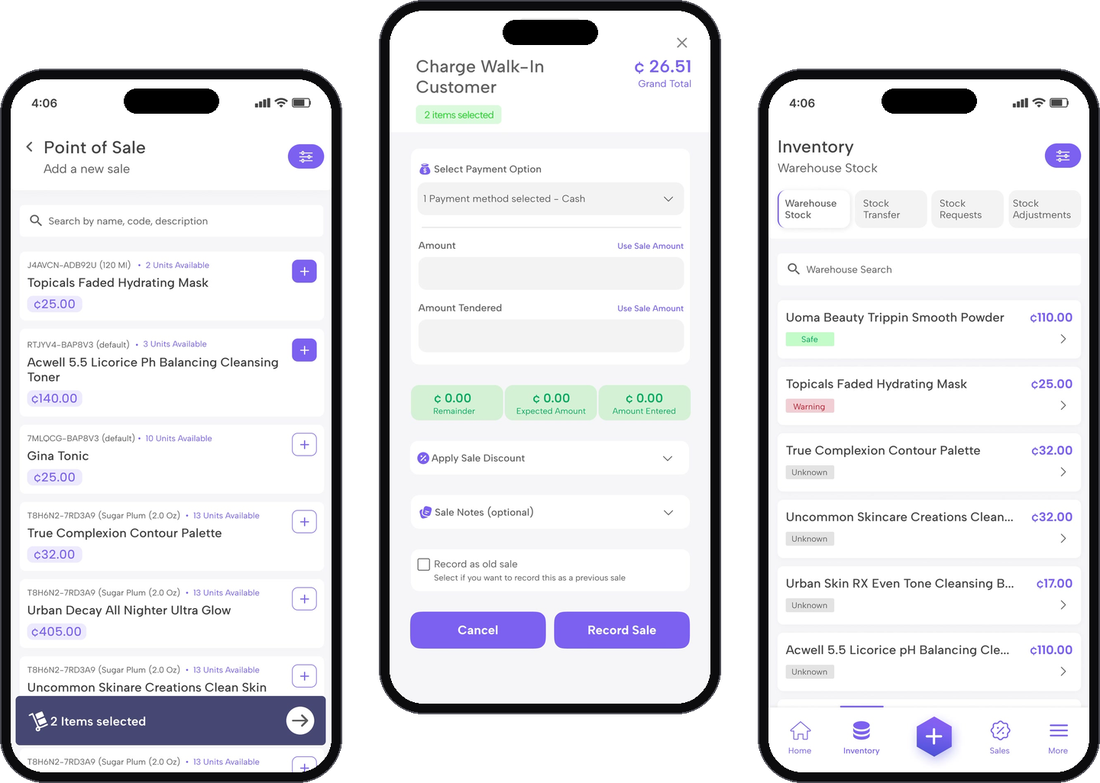 4:06
Point of Sale
Add a new sale
Search by name, code, description
J4AVCN-ADB92U (120 Ml) • 2 Units Available
Topicals Faded Hydrating Mask
₵25.00
RTJYV4-BAP8V3 (default) • 3 Units Available
Acwell 5.5 Licorice Ph Balancing Cleansing
Toner
₵140.00
7MLQCG-BAP8V3 (default) • 10 Units Available
Gina Tonic
₵25.00
T8H6N2-7RD3A9 (Sugar Plum (2.0 Oz) • 13 Units Available
True Complexion Contour Palette
₵32.00
T8H6N2-7RD3A9 (Sugar Plum (2.0 Oz) • 13 Units Available
Urban Decay All Nighter Ultra Glow
₵405.00
T8H6N2-7RD3A9 (Sugar Plum (2.0 Oz) • 13 Units Available
Uncommon Skinare Creations Clean Skin
2 Items selected
T8H6N2-7RD3A9 (Sugar Plum (2.0 Oz) • 13 Units Available
Charge Walk-In
Customer
₵ 26.51
Grand Total
2 items selected
Select Payment Option
1 Payment method selected - Cash
Amount
Use Sale Amount
Amount Tendered
Use Sale Amount
₵ 0.00
Remainder
₵ 0.00
Expected Amount
₵ 0.00
Amount Entered
Apply Sale Discount
Sale Notes (optional)
Record as old sale
Select if you want to record this as a previous sale
Cancel
Record Sale
4:06
Inventory
Warehouse Stock
Warehouse
Stock
Stock
Transfer
Stock
Requests
Stock
Adjustments
Warehouse Search
Uoma Beauty Trippin Smooth Powder
₵110.00
Safe
Topicals Faded Hydrating Mask
₵25.00
Warning
True Complexion Contour Palette
₵32.00
Unknown
Uncommon Skincare Creations Clean...
₵32.00
Unknown
Urban Skin RX Even Tone Cleansing B...
₵17.00
Unknown
Acwell 5.5 Licorice pH Balancing Cle...
₵110.00
Unknown
Home
Inventory
Sales
More